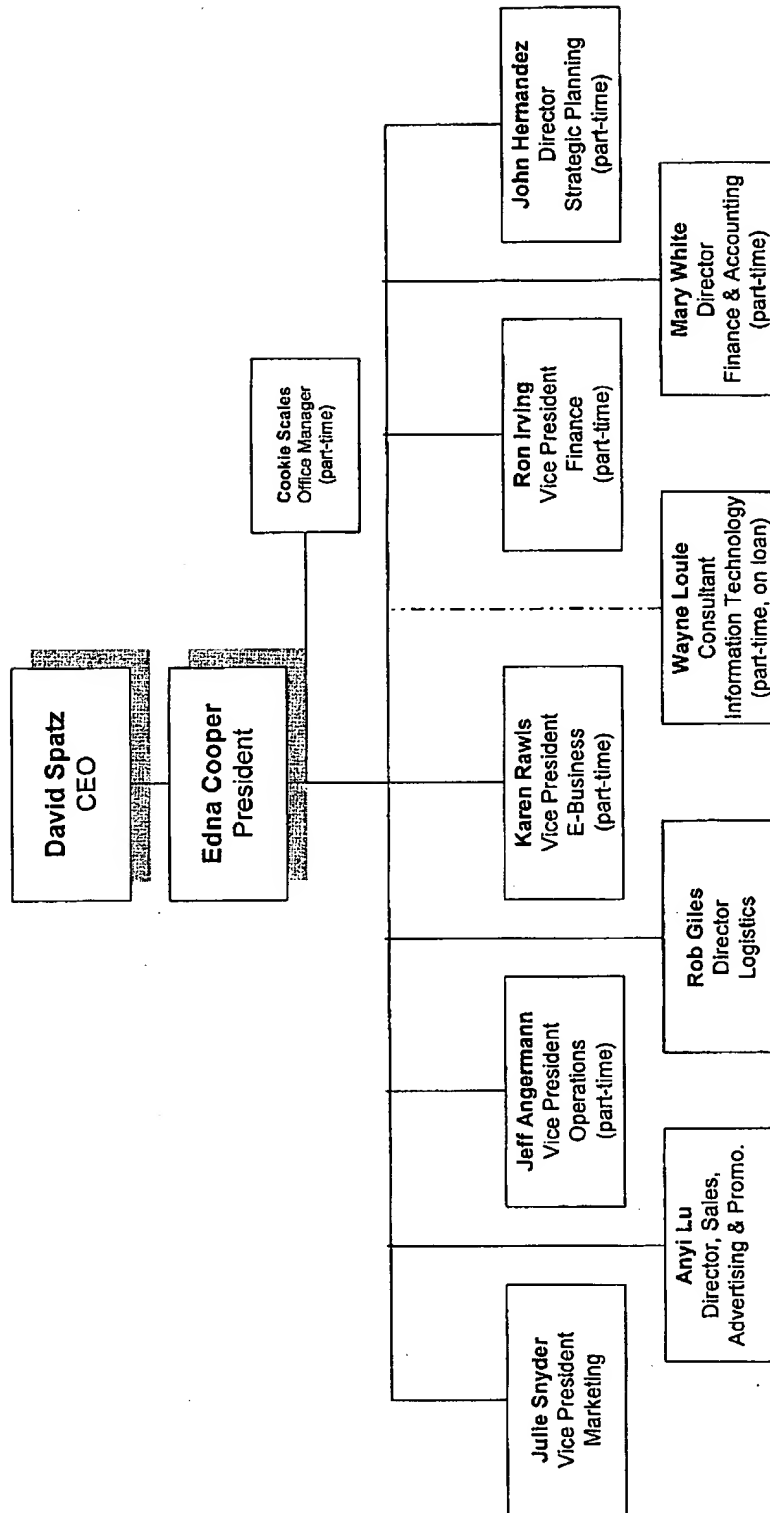 David Spatz
CEO
Edna Cooper
President
Cookie Scales
Office Manager
(part-time)
Julie Snyder
Vice President
Marketing
Jeff Angermann
Vice President
Operations
(part-time)
Karen Rawls
Vice President
E-Business
(part-time)
Ron Irving
Vice President
Finance
(part-time)
John Hernandez
Director
Strategic Planning
(part-time)
Anyi Lu
Director, Sales,
Advertising & Promo.
Rob Giles
Director
Logistics
Wayne Louie
Consultant
Information Technology
(part-time, on loan)
Mary White
Director
Finance & Accounting
(part-time)